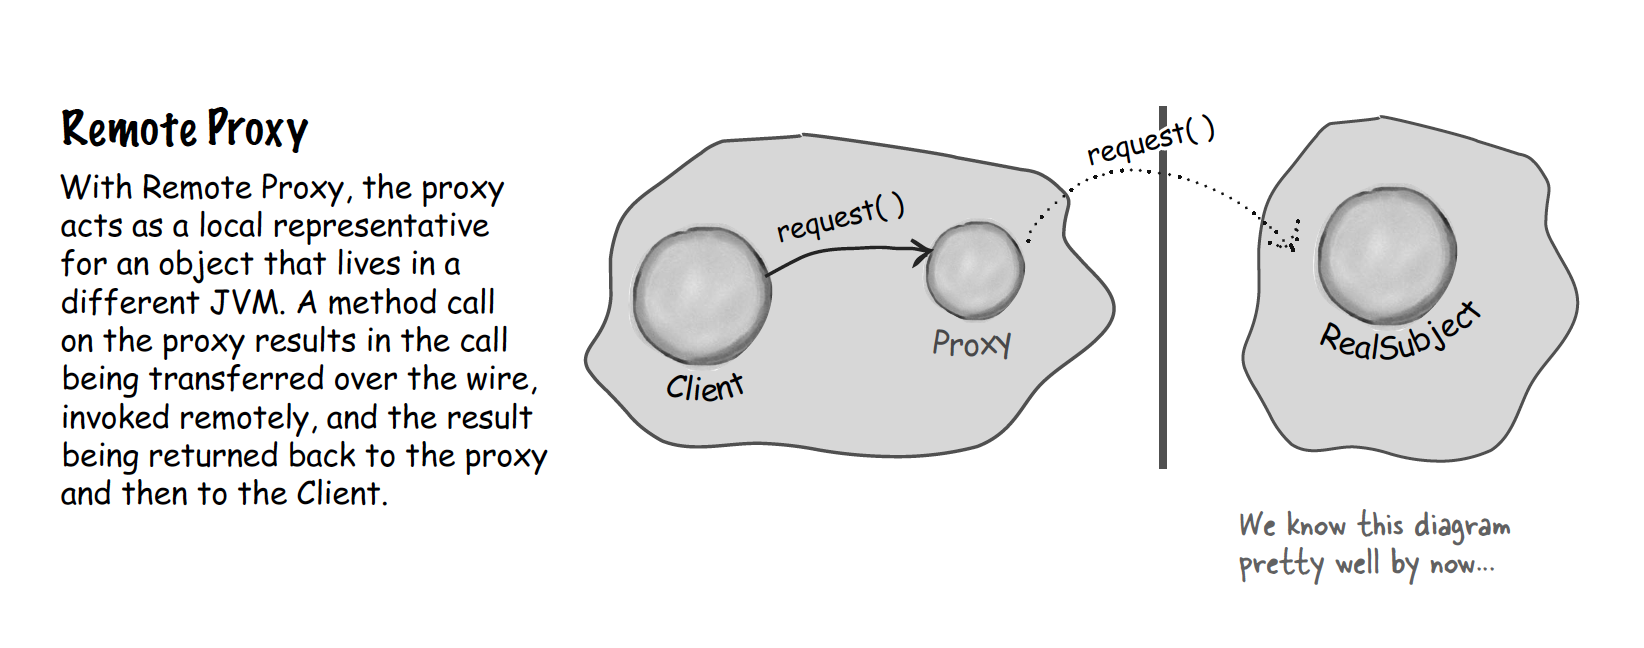 Remote Proxy
With Remote Proxy, the proxy
acts as a local representative
for an object that lives in a
different JVM. A method call
on the proxy results in the call
being transferred over the wire,
invoked remotely, and the result
being returned back to the proxy
and then to the Client.
request( )
request( )
Client
Proxy
RealSubject
We know this diagram
pretty well by now...